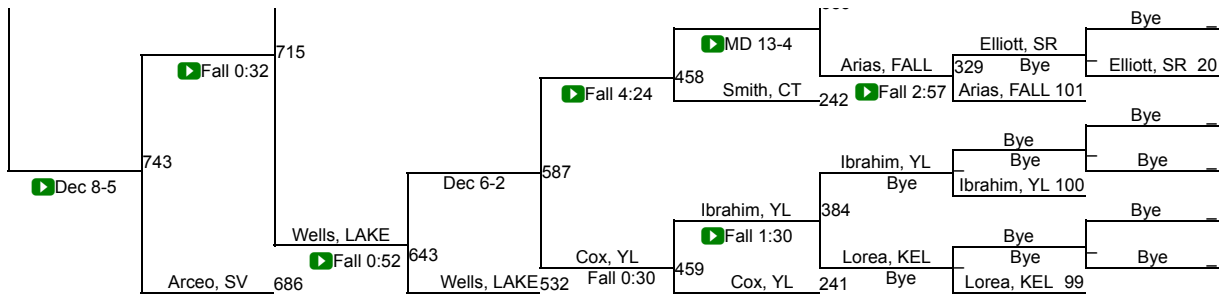 Bye _
715
MD 13-4
Elliott, SR
Fall 0:32
Arias, FALL
329
Bye
_
Elliott, SR 20
458
Fall 4:24
Smith, CT
242
Fall 2:57
Arias, FALL 101
Bye _
Bye
743
Ibrahim, YL
Bye
_
Bye _
Dec 8-5
Dec 6-2
587
Bye
Ibrahim, YL 100
Ibrahim, YL
384
Bye _
Wells, LAKE
Fall 1:30
Bye
Fall 0:52
643
Cox, YL
Lorea, KEL
_
Bye
_
Bye _
459
Arceo, SV
686
Wells, LAKE
532
Fall 0:30
Cox, YL
241
Bye
Lorea, KEL 99